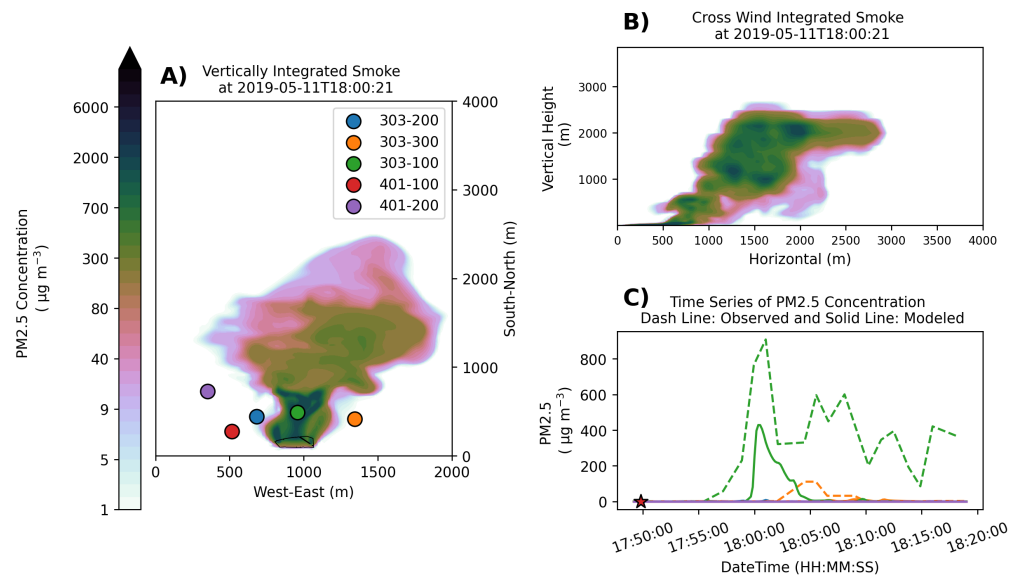 A)
Vertically Integrated Smoke
at 2019-05-11T18:00:21
303-200
303-300
303-100
401-100
401-200
6000
2000
700
300
80
40
9
5
1
PM2.5 Concentration
( μg m⁻³)
4000
3000
2000
1000
0
South-North (m)
0
500
1000
1500
2000
West-East (m)
B)
Cross Wind Integrated Smoke
at 2019-05-11T18:00:21
Vertical Height
(m)
3000
2000
1000
0
500
1000
1500
2000
2500
3000
3500
4000
Horizontal (m)
C)
Time Series of PM2.5 Concentration
Dash Line: Observed and Solid Line: Modeled
PM2.5
( μg m⁻³)
800
600
400
200
0
17:50:00
17:55:00
18:00:00
18:05:00
18:10:00
18:15:00
18:20:00
DateTime (HH:MM:SS)